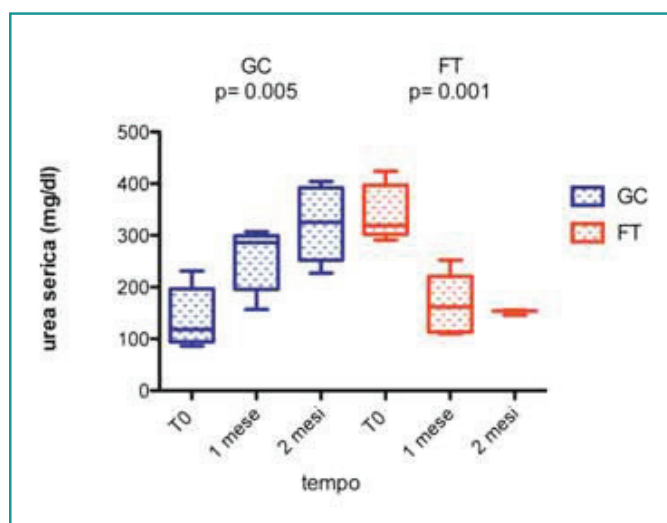 GC
p= 0.005
FT
p= 0.001
urea serica (mg/dl)
500
400
300
200
100
0
T0
1 mese
2 mesi
T0
1 mese
2 mesi
tempo
GC
FT